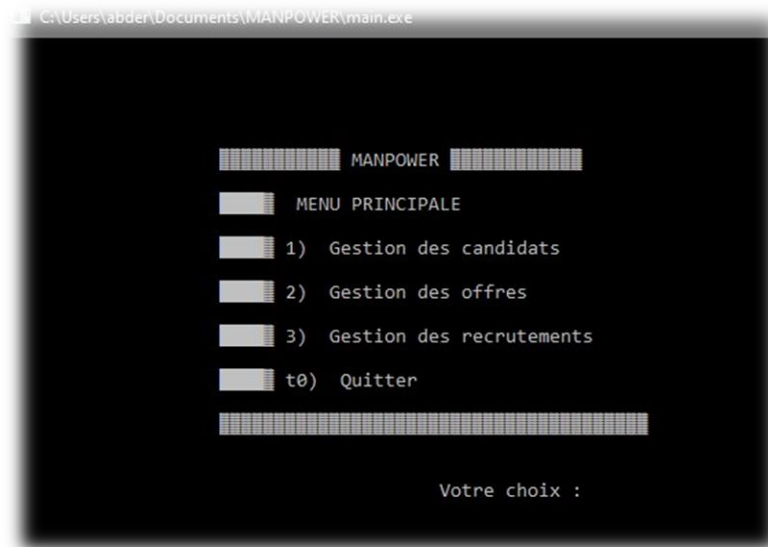 C:\Users\abder\Documents\MANPOWER\main.exe
MANPOWER
MENU PRINCIPALE
1) Gestion des candidats
2) Gestion des offres
3) Gestion des recrutements
t0) Quitter
Votre choix :